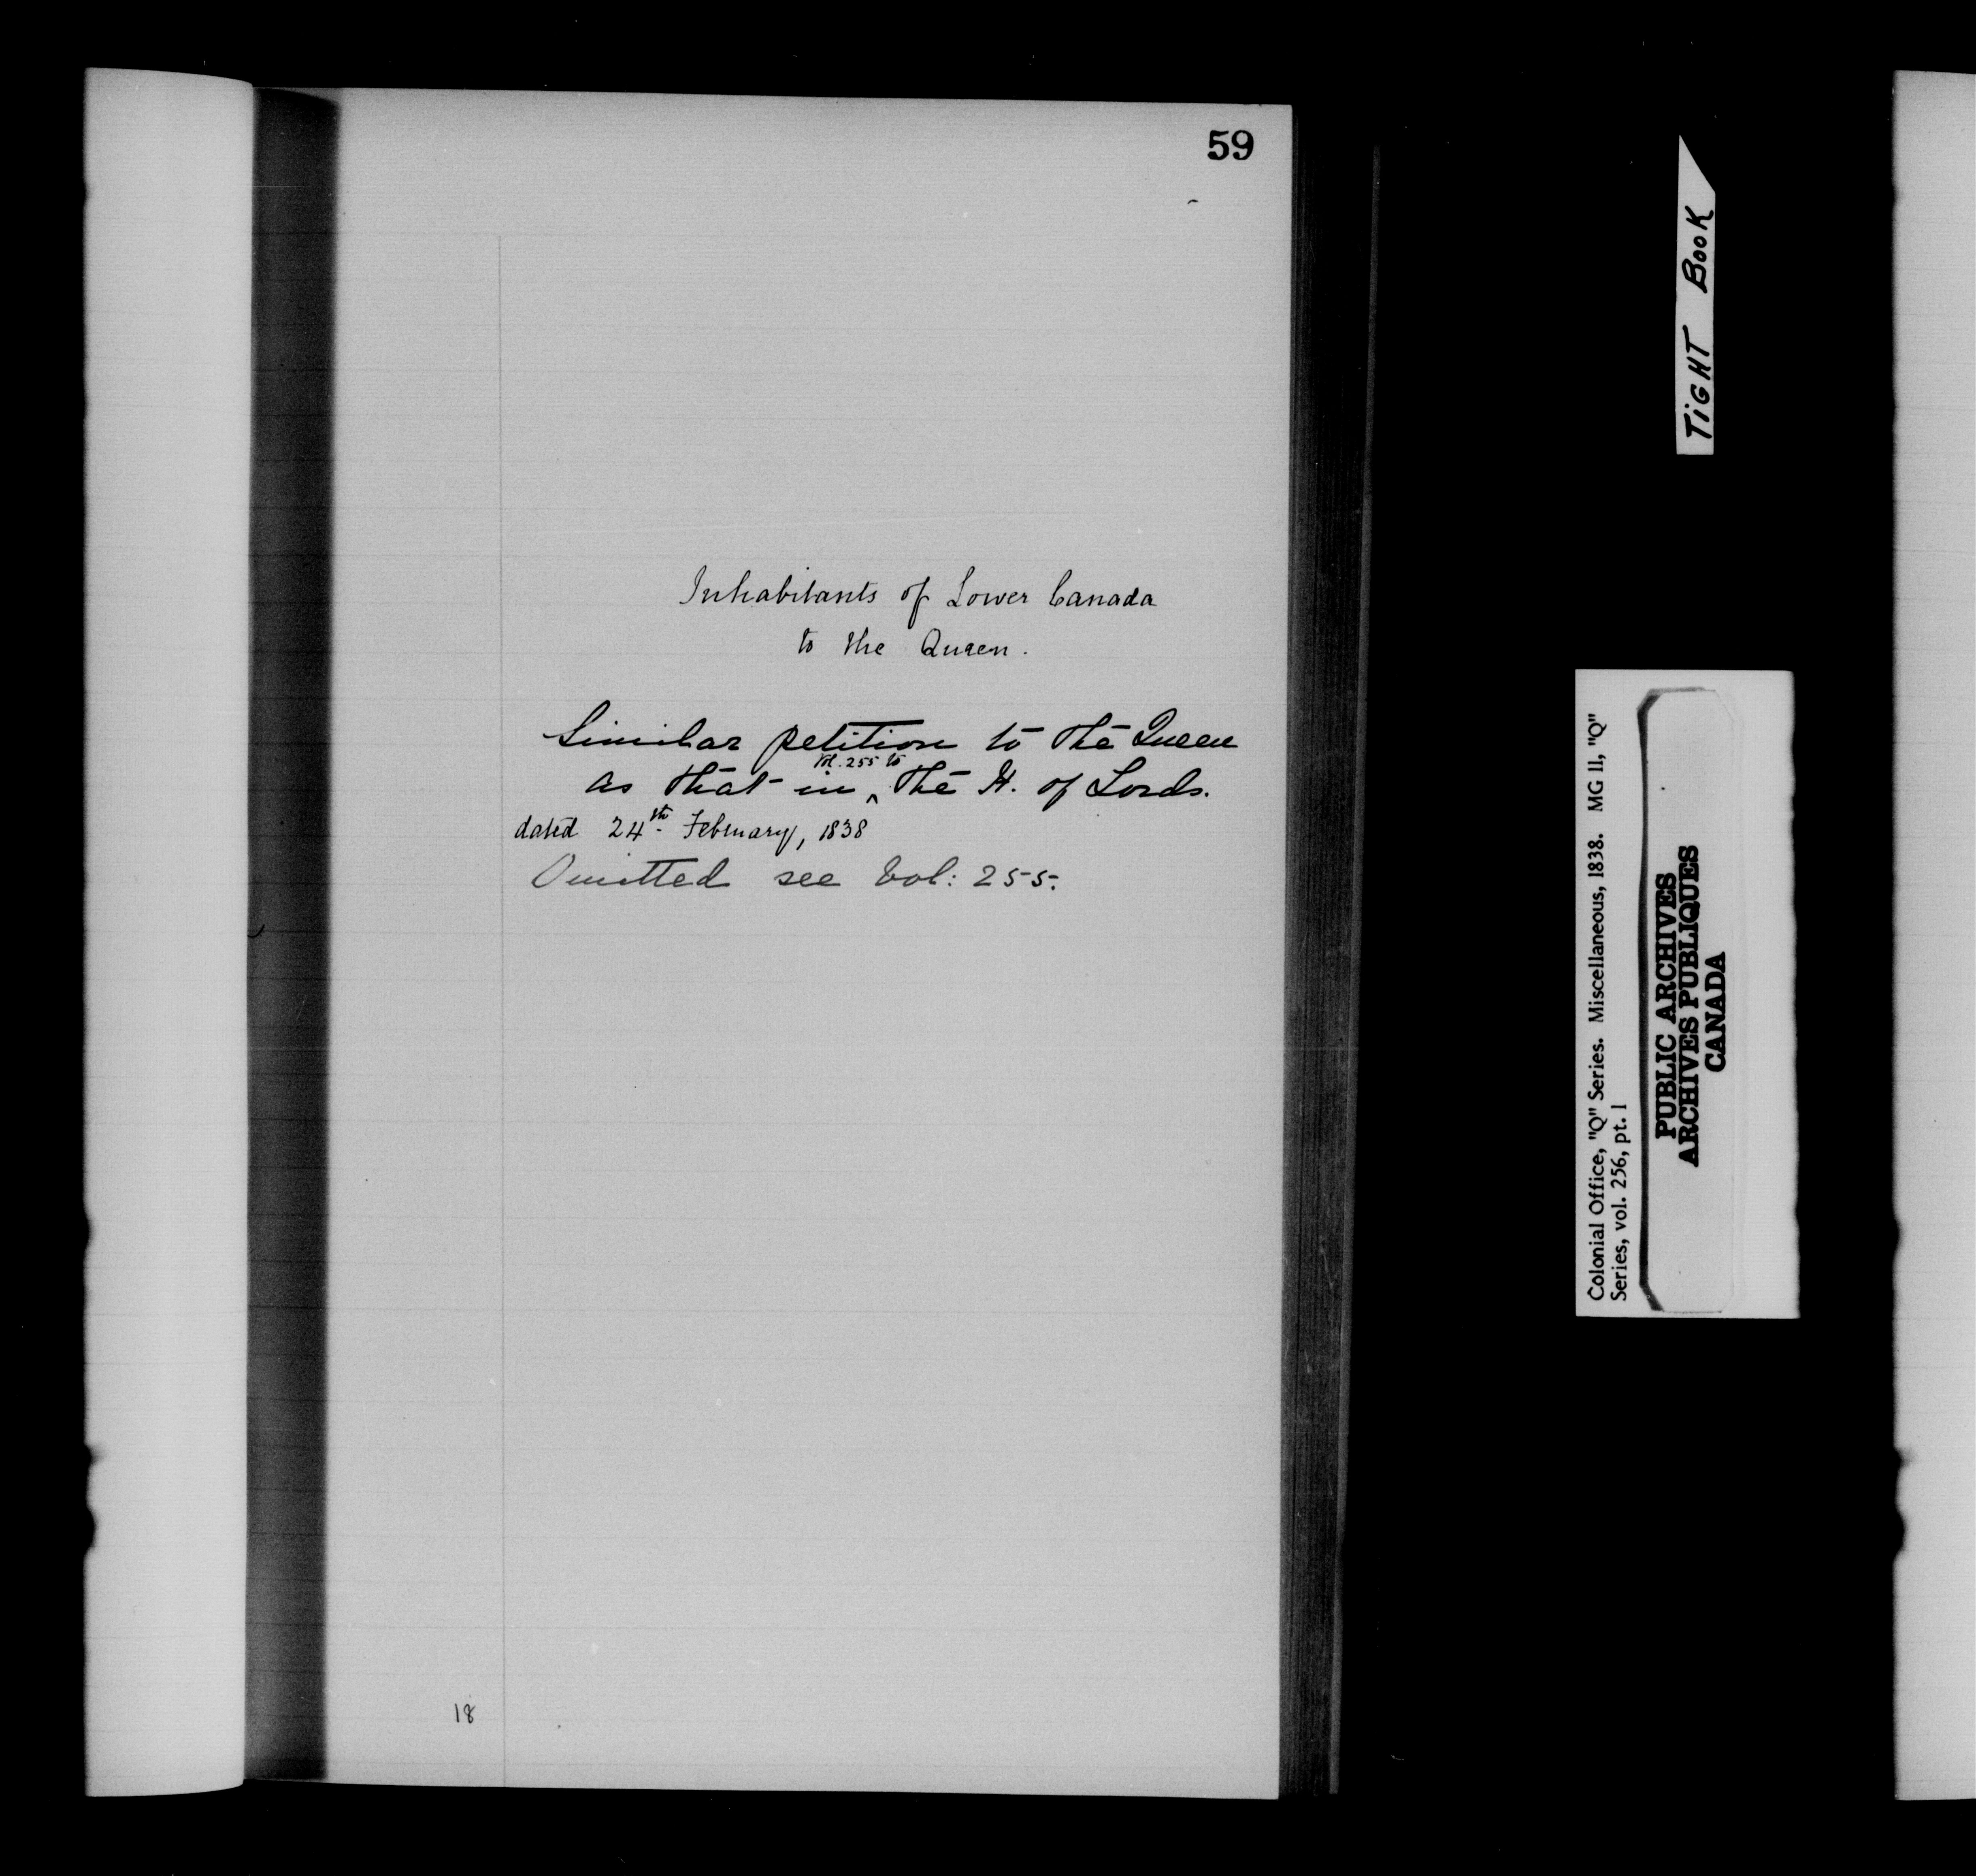 59
Inhabitants of Lower Canada
to the Queen.
Similar petition to the Queen
as that in ^ Vol. 255 to the H. of Lords.
dated 24th. February, 1838
Omitted see Vol: 255.
18
TIGHT BOOK
Colonial Office, "Q" Series. Miscellaneous, 1838. MG 11, "Q"
Series, vol. 256, pt. 1
PUBLIC ARCHIVES
ARCHIVES PUBLIQUES
CANADA